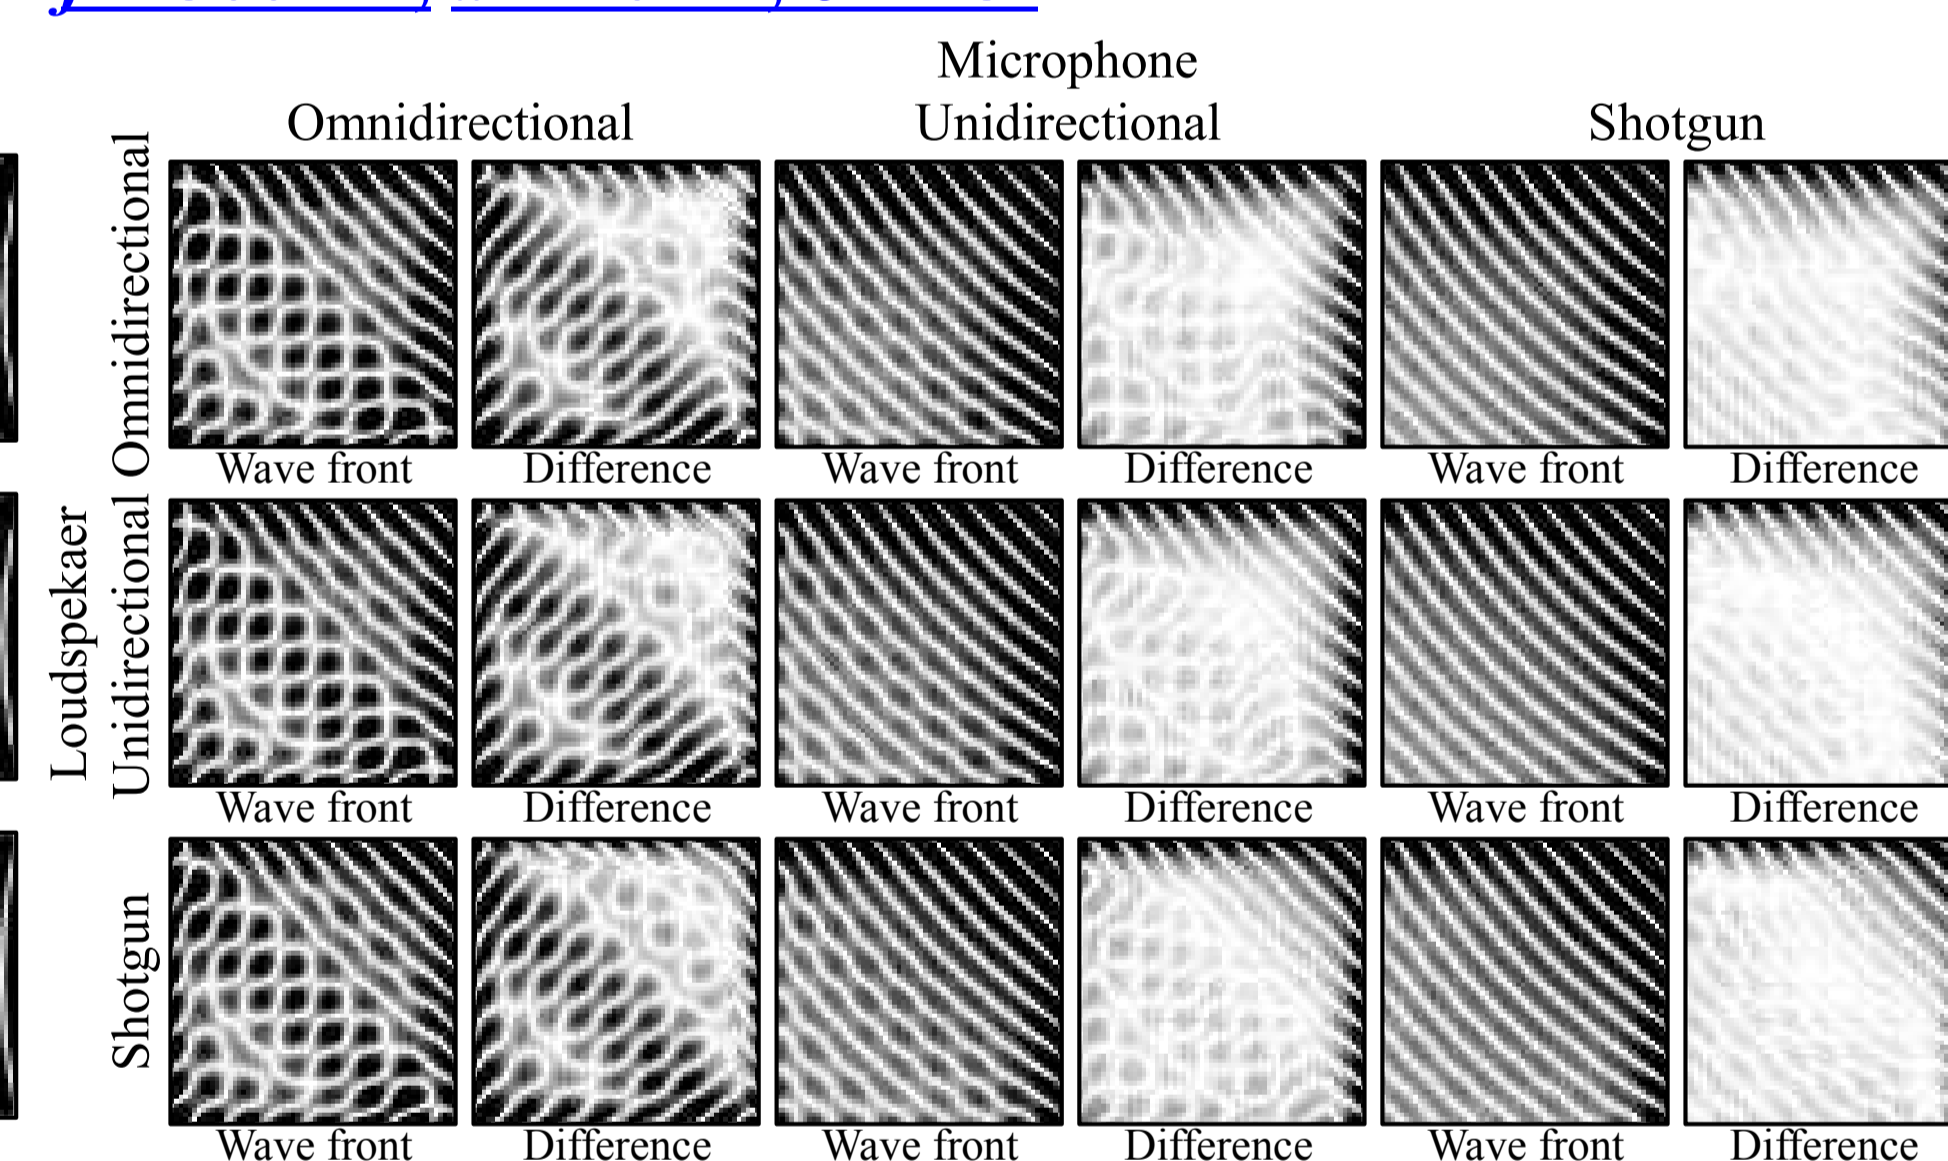 Microphone
Omnidirectional Unidirectional Shotgun
Loudspekaer
Omnidirectional
Wave front Difference Wave front Difference Wave front Difference
Unidirectional
Wave front Difference Wave front Difference Wave front Difference
Shotgun
Wave front Difference Wave front Difference Wave front Difference